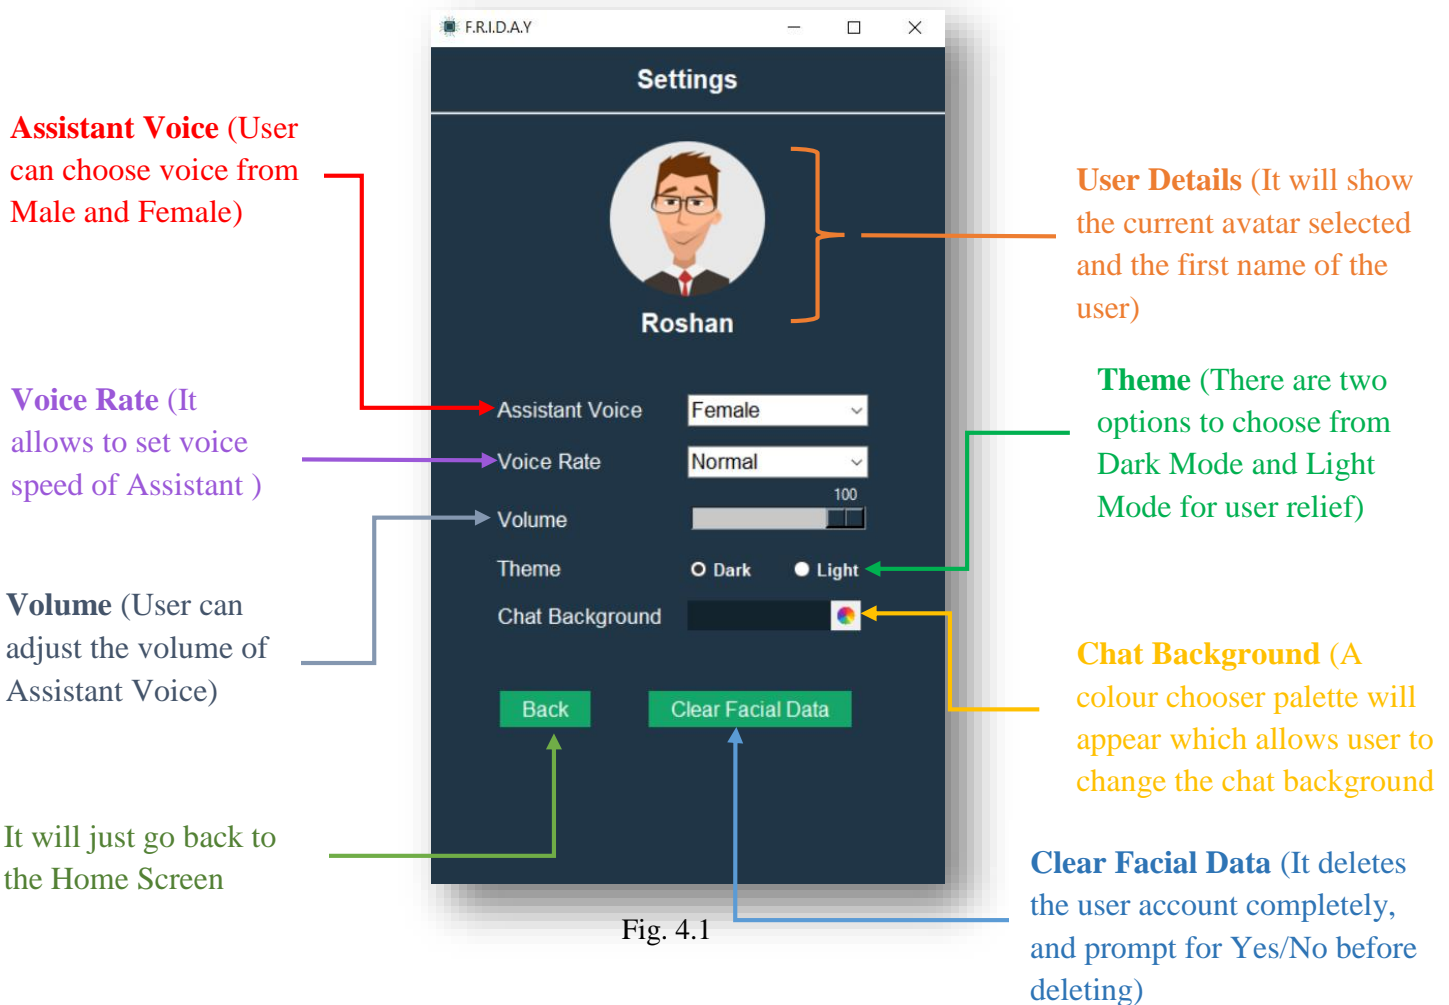 F.R.I.D.A.Y
Settings
Roshan
Assistant Voice Female
Voice Rate Normal
100
Volume
Theme Dark Light
Chat Background
Back Clear Facial Data
Assistant Voice (User
can choose voice from
Male and Female)
Voice Rate (It
allows to set voice
speed of Assistant )
Volume (User can
adjust the volume of
Assistant Voice)
It will just go back to
the Home Screen
User Details (It will show
the current avatar selected
and the first name of the
user)
Theme (There are two
options to choose from
Dark Mode and Light
Mode for user relief)
Chat Background (A
colour chooser palette will
appear which allows user to
change the chat background
Clear Facial Data (It deletes
the user account completely,
and prompt for Yes/No before
deleting)
Fig. 4.1